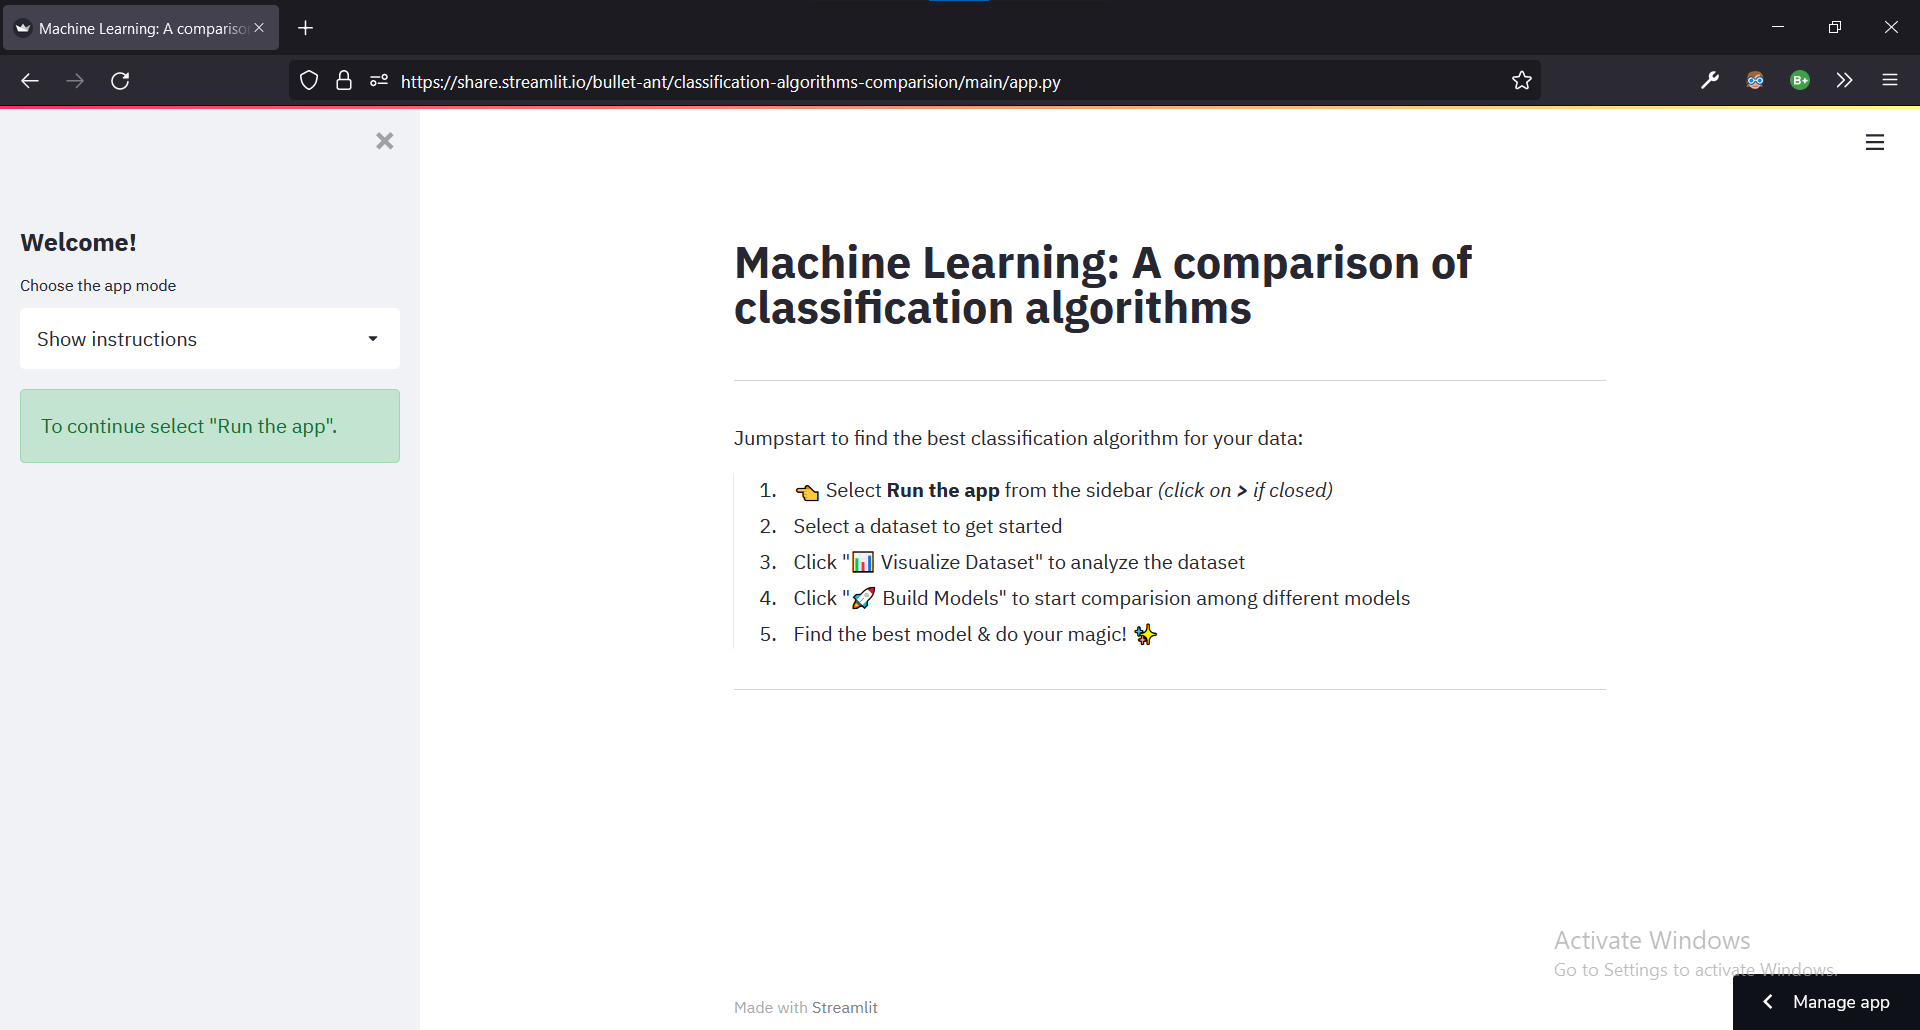 Machine Learning: A compariso
https://share.streamlit.io/bullet-ant/classification-algorithms-comparision/main/app.py
B+
Welcome!
Choose the app mode
Show instructions
To continue select "Run the app".
Machine Learning: A comparison of
classification algorithms
Jumpstart to find the best classification algorithm for your data:
1. 👈 Select Run the app from the sidebar (click on > if closed)
2. Select a dataset to get started
3. Click "📊 Visualize Dataset" to analyze the dataset
4. Click "🚀 Build Models" to start comparision among different models
5. Find the best model & do your magic! ✨
Activate Windows
Go to Settings to activate Windows.
Made with Streamlit
Manage app